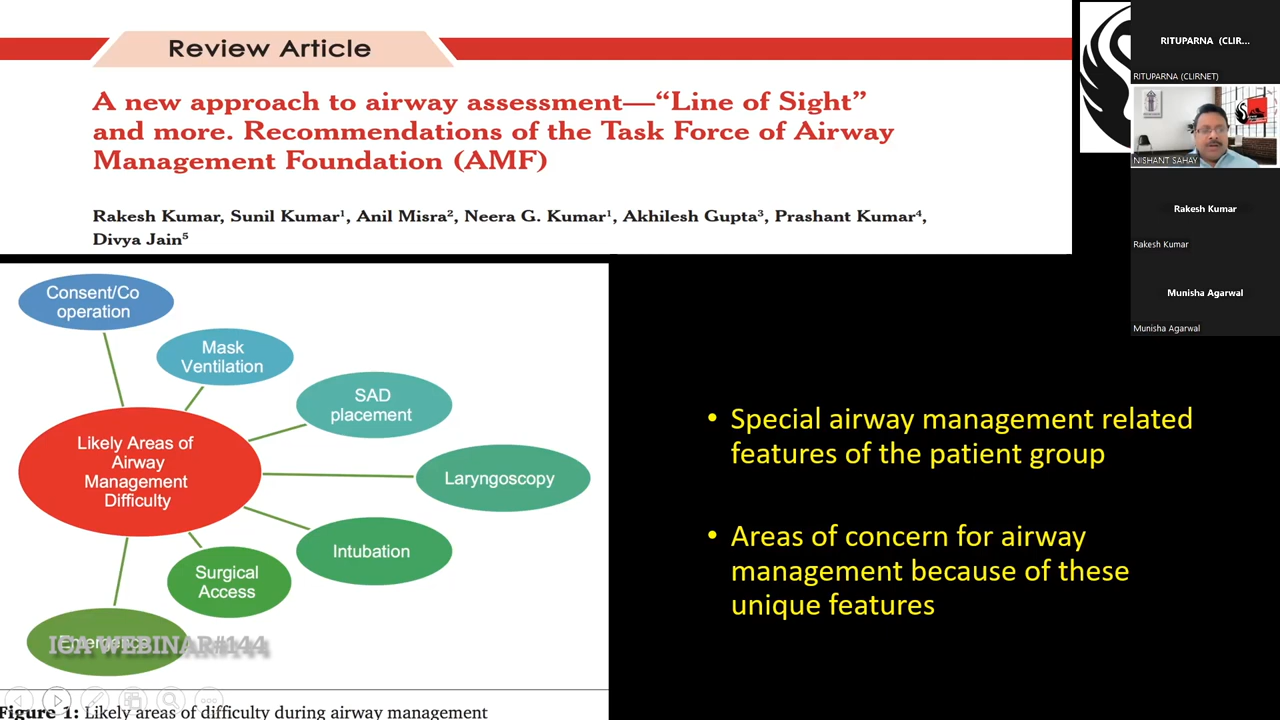 Review Article
A new approach to airway assessment—“Line of Sight”
and more. Recommendations of the Task Force of Airway
Management Foundation (AMF)
Rakesh Kumar, Sunil Kumar¹, Anil Misra², Neera G. Kumar¹, Akhilesh Gupta³, Prashant Kumar⁴,
Divya Jain⁵
RITUPARNA (CLIR...
RITUPARNA (CLIRNET)
NISHANT SAHAY
Rakesh Kumar
Rakesh Kumar
Munisha Agarwal
Munisha Agarwal
Consent/Co
operation
Mask
Ventilation
SAD
placement
Likely Areas of
Airway
Management
Difficulty
Laryngoscopy
Intubation
Surgical
Access
Emergence
ICA WEBINAR#144
Figure 1: Likely areas of difficulty during airway management
• Special airway management related
features of the patient group
• Areas of concern for airway
management because of these
unique features